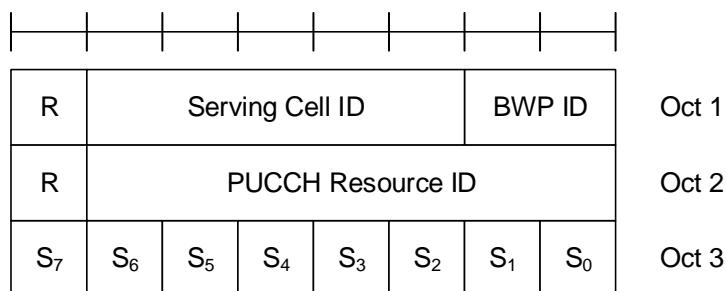 R Serving Cell ID BWP ID Oct 1
R PUCCH Resource ID Oct 2
S₇ S₆ S₅ S₄ S₃ S₂ S₁ S₀ Oct 3